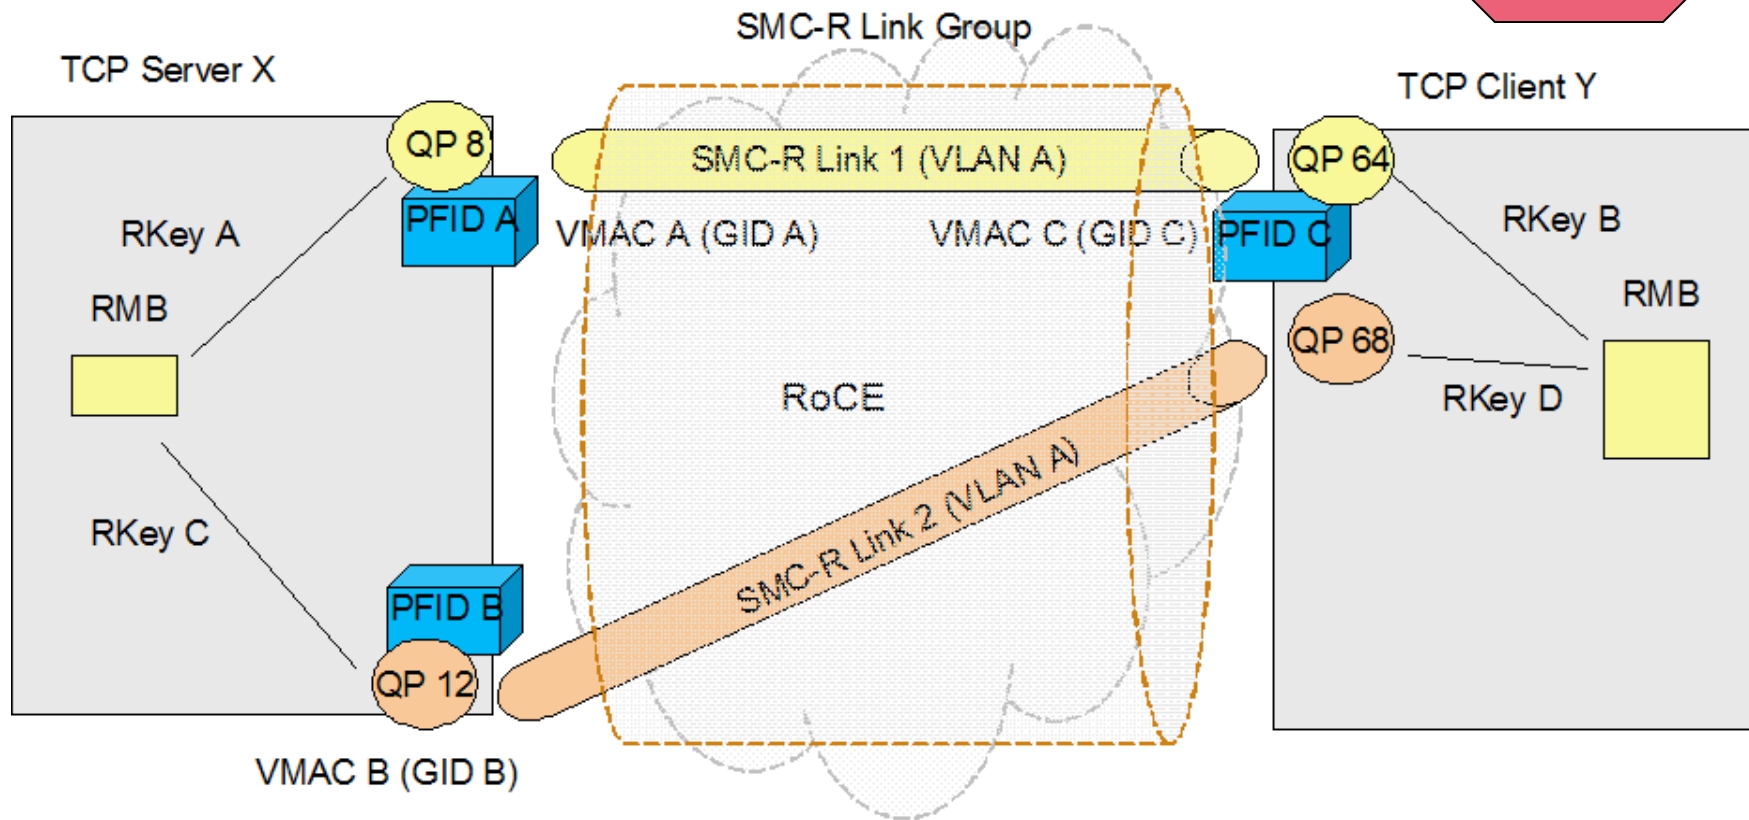 SMC-R Link Group
TCP Server X
TCP Client Y
QP 8
SMC-R Link 1 (VLAN A)
QP 64
PFID A
VMAC A (GID A)
VMAC C (GID C)
PFID C
RKey A
RKey B
RMB
RMB
QP 68
RoCE
RKey D
SMC-R Link 2 (VLAN A)
RKey C
PFID B
QP 12
VMAC B (GID B)